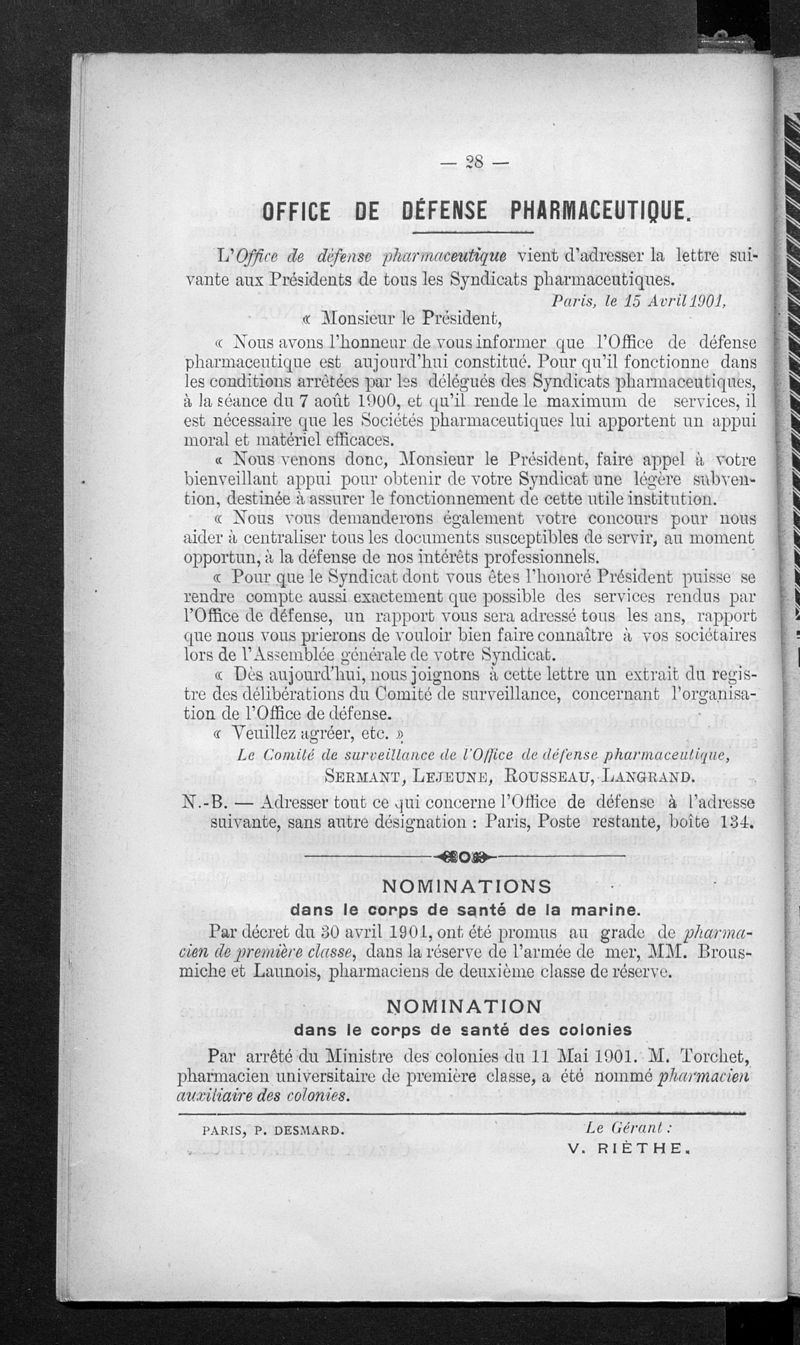 — 28 —
OFFICE DE DÉFENSE PHARMACEUTIQUE.
L'Office de défense pharmaceutique vient d'adresser la lettre sui-
vante aux Présidents de tous les Syndicats pharmaceutiques.
Paris, le 15 Avril 1901,
« Monsieur le Président,
« Nous avons l'honneur de vous informer que l'Office de défense
pharmaceutique est aujourd'hui constitué. Pour qu'il fonctionne dans
les conditions arrêtées par les délégués des Syndicats pharmaceutiques,
à la séance du 7 août 1900, et qu'il rende le maximum de services, il
est nécessaire que les Sociétés pharmaceutiques lui apportent un appui
moral et matériel efficaces.
« Nous venons donc, Monsieur le Président, faire appel à votre
bienveillant appui pour obtenir de votre Syndicat une légère subven-
tion, destinée à assurer le fonctionnement de cette utile institution.
« Nous vous demanderons également votre concours pour nous
aider à centraliser tous les documents susceptibles de servir, au moment
opportun, à la défense de nos intérêts professionnels.
« Pour que le Syndicat dont vous êtes l'honoré Président puisse se
rendre compte aussi exactement que possible des services rendus par
l'Office de défense, un rapport vous sera adressé tous les ans, rapport
que nous vous prierons de vouloir bien faire connaître à vos sociétaires
lors de l'Assemblée générale de votre Syndicat.
« Dès aujourd'hui, nous joignons à cette lettre un extrait du regis-
tre des délibérations du Comité de surveillance, concernant l'organisa-
tion de l'Office de défense.
« Veuillez agréer, etc. »
Le Comité de surveillance de l'Office de défense pharmaceutique,
SERMANT, LEJEUNE, ROUSSEAU, LANGRAND.
N.-B. — Adresser tout ce qui concerne l'Office de défense à l'adresse
suivante, sans autre désignation : Paris, Poste restante, boîte 134.
NOMINATIONS
dans le corps de santé de la marine.
Par décret du 30 avril 1901, ont été promus au grade de pharma-
cien de première classe, dans la réserve de l'armée de mer, MM. Brous-
miche et Launois, pharmaciens de deuxième classe de réserve.
NOMINATION
dans le corps de santé des colonies
Par arrêté du Ministre des colonies du 11 Mai 1901. M. Torchet,
pharmacien universitaire de première classe, a été nommé pharmacien
auxiliaire des colonies.
PARIS, P. DESMARD.
Le Gérant :
V. RIÈTHE.